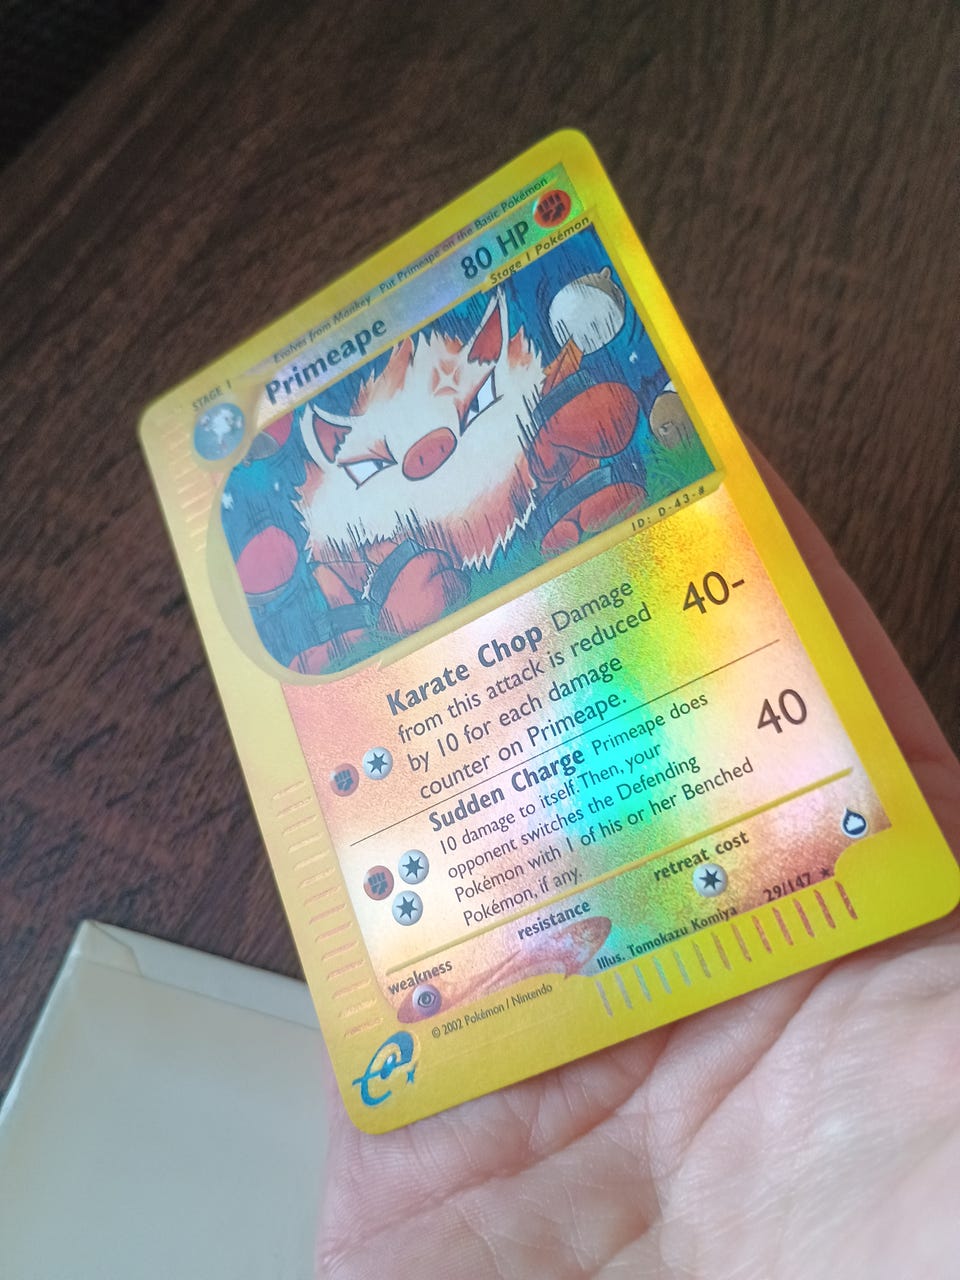 Evolves from Mankey Put Primeape on the Basic Pokémon
STAGE 1 Primeape 80 HP
Stage 1 Pokémon
ID: D-43-#
Karate Chop Damage
from this attack is reduced
by 10 for each damage
counter on Primeape.
40-
Sudden Charge Primeape does
10 damage to itself. Then, your
opponent switches the Defending
Pokémon with 1 of his or her Benched
Pokémon, if any.
40
weakness resistance retreat cost
Illus. Tomokazu Komiya 29/147 ★
© 2002 Pokémon / Nintendo
e